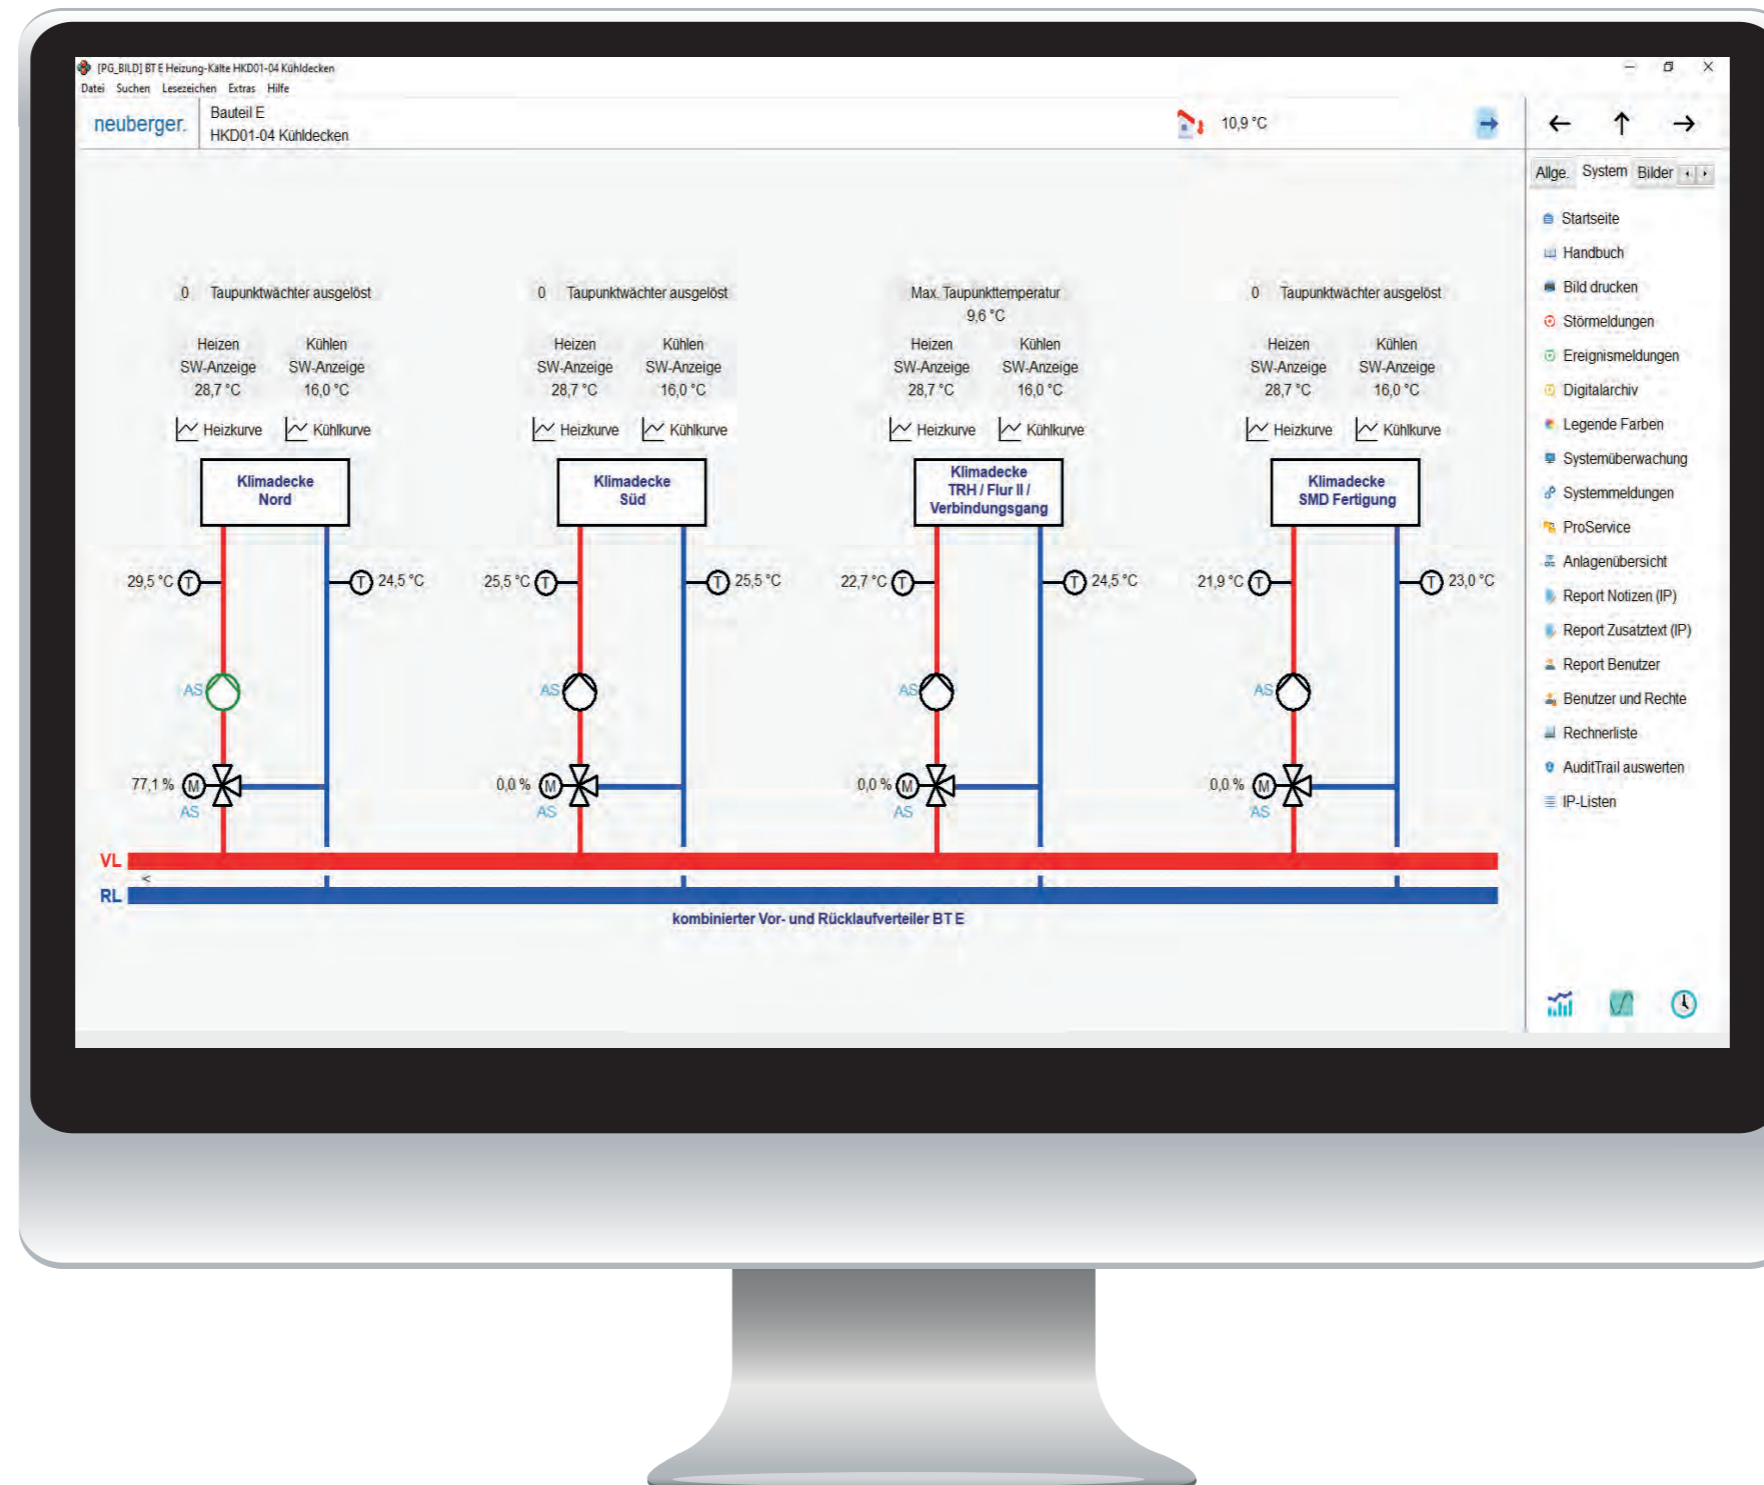 [PG_BILD] BT E Heizung-Kälte HKD01-04 Kühldecken
Datei Suchen Lesezeichen Extras Hilfe
neuberger.
Bauteil E
HKD01-04 Kühldecken
10,9 °C
Allge. System Bilder
Startseite
Handbuch
Bild drucken
Störmeldungen
Ereignismeldungen
Digitalarchiv
Legende Farben
Systemüberwachung
Systemmeldungen
ProService
Anlagenübersicht
Report Notizen (IP)
Report Zusatztext (IP)
Report Benutzer
Benutzer und Rechte
Rechnerliste
AuditTrail auswerten
IP-Listen
0 Taupunktwächter ausgelöst
Heizen Kühlen
SW-Anzeige SW-Anzeige
28,7 °C 16,0 °C
Heizkurve Kühlkurve
Klimadecke
Nord
29,5 °C T T 24,5 °C
AS
77,1 % M
AS
0 Taupunktwächter ausgelöst
Heizen Kühlen
SW-Anzeige SW-Anzeige
28,7 °C 16,0 °C
Heizkurve Kühlkurve
Klimadecke
Süd
25,5 °C T T 25,5 °C
AS
0,0 % M
AS
Max. Taupunkttemperatur
9,6 °C
Heizen Kühlen
SW-Anzeige SW-Anzeige
28,7 °C 16,0 °C
Heizkurve Kühlkurve
Klimadecke
TRH / Flur II /
Verbindungsgang
22,7 °C T T 24,5 °C
AS
0,0 % M
AS
0 Taupunktwächter ausgelöst
Heizen Kühlen
SW-Anzeige SW-Anzeige
28,7 °C 16,0 °C
Heizkurve Kühlkurve
Klimadecke
SMD Fertigung
21,9 °C T T 23,0 °C
AS
0,0 % M
AS
VL
<
RL
kombinierter Vor- und Rücklaufverteiler BT E